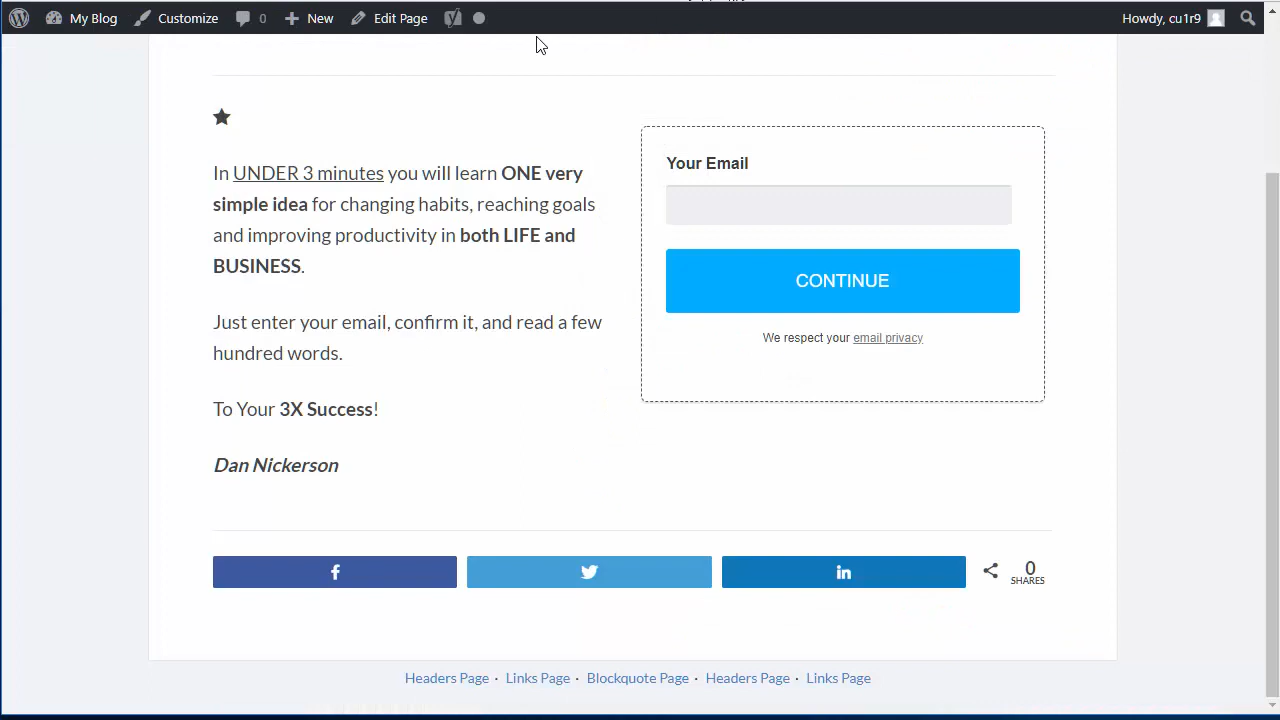 My Blog Customize 0 New Edit Page Howdy, cu1r9
In UNDER 3 minutes you will learn ONE very
simple idea for changing habits, reaching goals
and improving productivity in both LIFE and
BUSINESS.
Just enter your email, confirm it, and read a few
hundred words.
To Your 3X Success!
Dan Nickerson
Your Email
CONTINUE
We respect your email privacy
0
SHARES
Headers Page · Links Page · Blockquote Page · Headers Page · Links Page